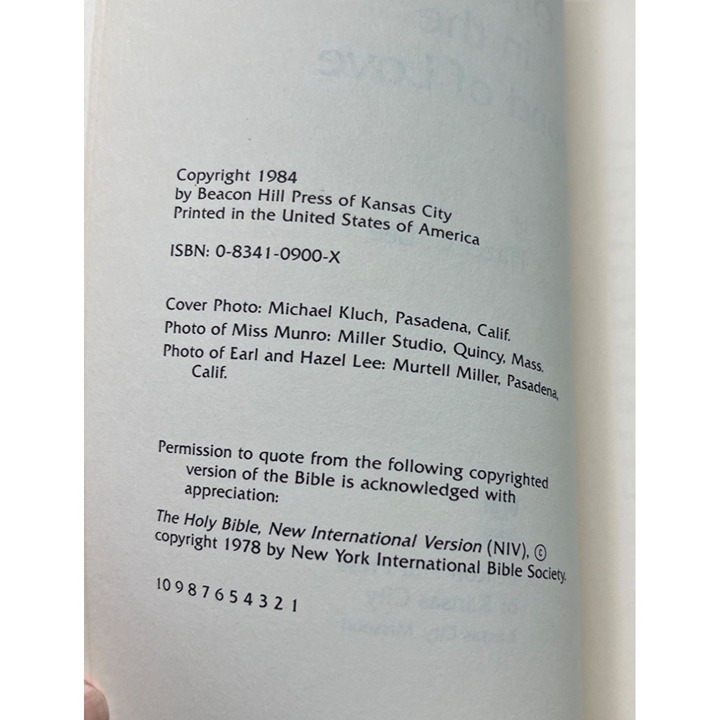 Copyright 1984
by Beacon Hill Press of Kansas City
Printed in the United States of America
ISBN: 0-8341-0900-X
Cover Photo: Michael Kluch, Pasadena, Calif.
Photo of Miss Munro: Miller Studio, Quincy, Mass.
Photo of Earl and Hazel Lee: Murtell Miller, Pasadena,
Calif.
Permission to quote from the following copyrighted
version of the Bible is acknowledged with
appreciation:
The Holy Bible, New International Version (NIV), ©
copyright 1978 by New York International Bible Society.
10 9 8 7 6 5 4 3 2 1